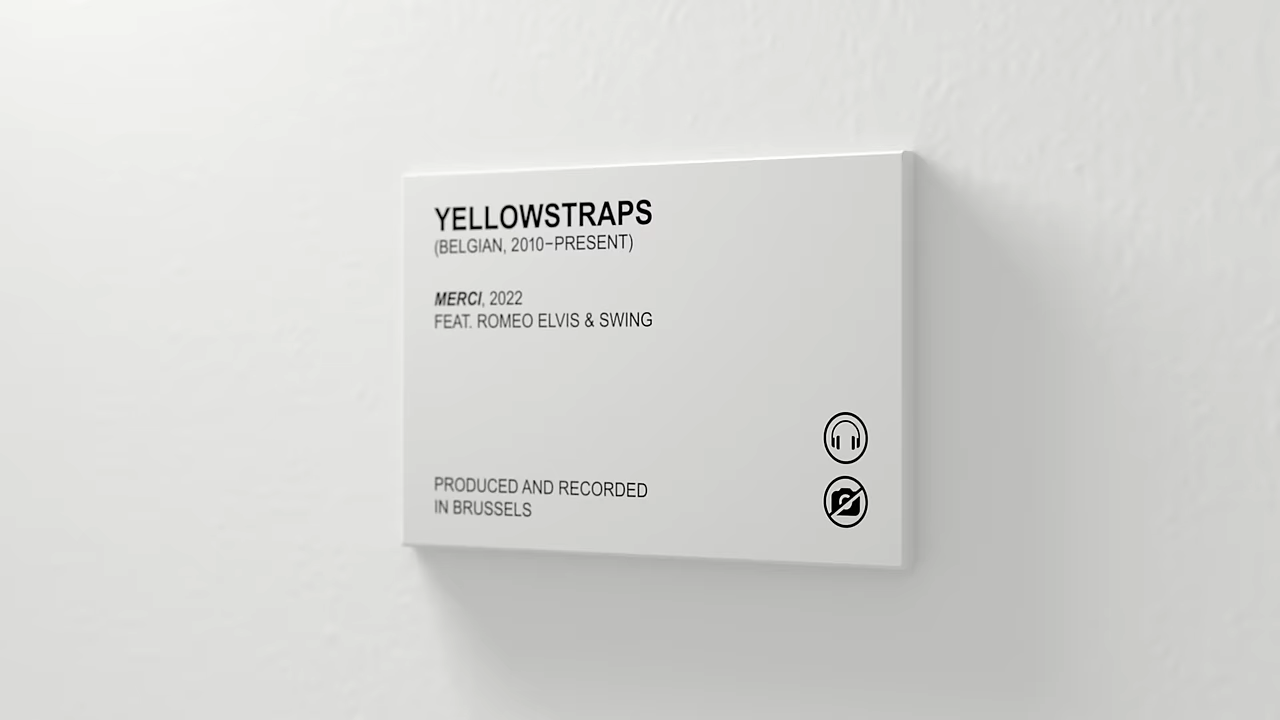 YELLOWSTRAPS
(BELGIAN, 2010–PRESENT)
MERCI, 2022
FEAT. ROMEO ELVIS & SWING
PRODUCED AND RECORDED
IN BRUSSELS